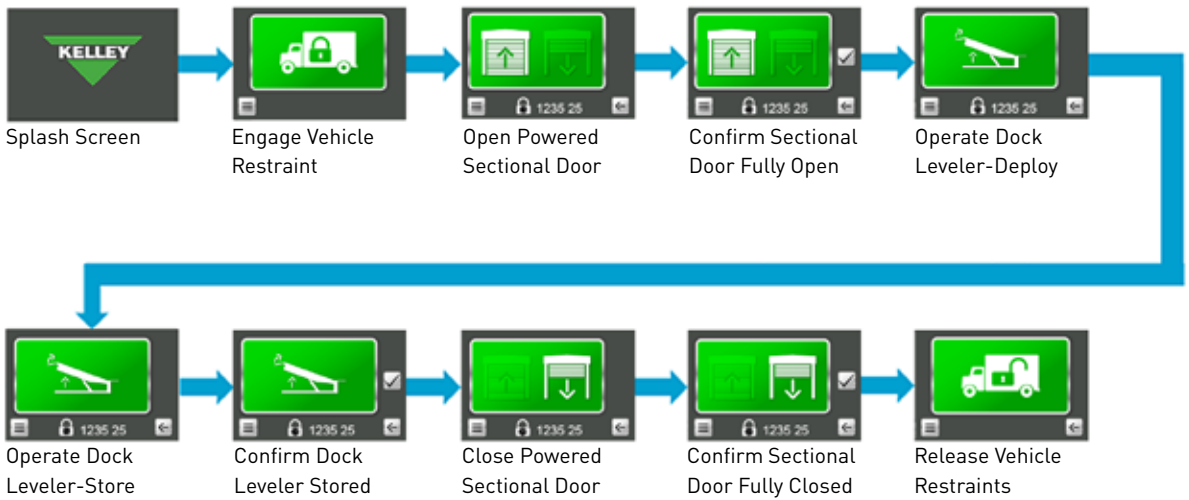 KELLEY
Splash Screen
Engage Vehicle
Restraint
1235 25
Open Powered
Sectional Door
1235 25
Confirm Sectional
Door Fully Open
1235 25
Operate Dock
Leveler-Deploy
1235 25
Operate Dock
Leveler-Store
1235 25
Confirm Dock
Leveler Stored
1235 25
Close Powered
Sectional Door
1235 25
Confirm Sectional
Door Fully Closed
Release Vehicle
Restraints